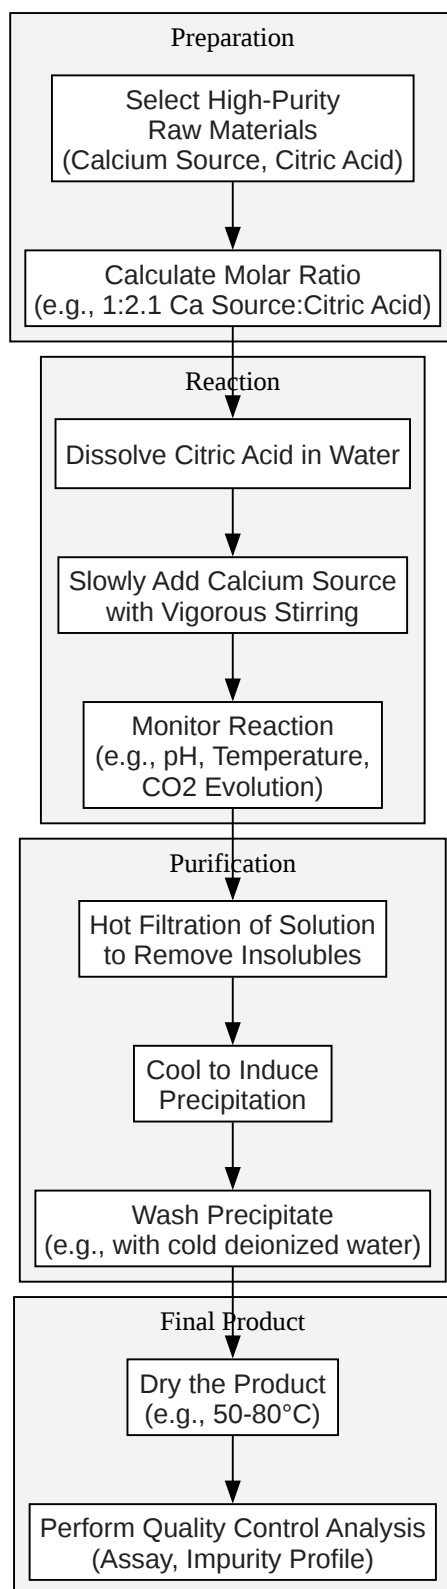 Preparation
Select High-Purity
Raw Materials
(Calcium Source, Citric Acid)
Calculate Molar Ratio
(e.g., 1:2.1 Ca Source:Citric Acid)
Reaction
Dissolve Citric Acid in Water
Slowly Add Calcium Source
with Vigorous Stirring
Monitor Reaction
(e.g., pH, Temperature,
CO2 Evolution)
Purification
Hot Filtration of Solution
to Remove Insolubles
Cool to Induce
Precipitation
Wash Precipitate
(e.g., with cold deionized water)
Final Product
Dry the Product
(e.g., 50-80°C)
Perform Quality Control Analysis
(Assay, Impurity Profile)